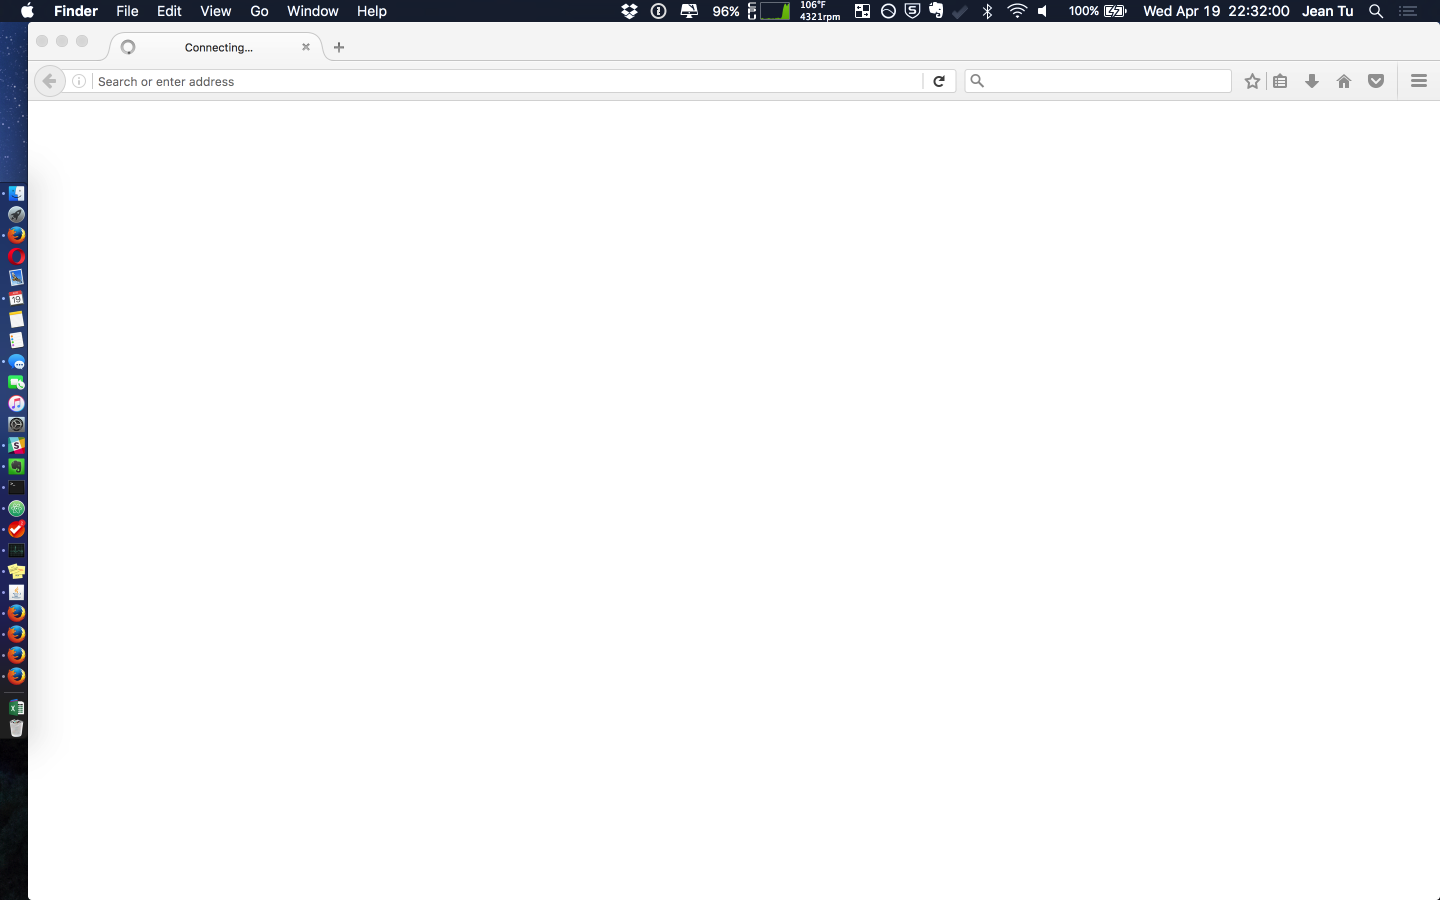 Finder File Edit View Go Window Help 96% 106°F 4321rpm 100% Wed Apr 19 22:32:00 Jean Tu
Connecting...
Search or enter address
19